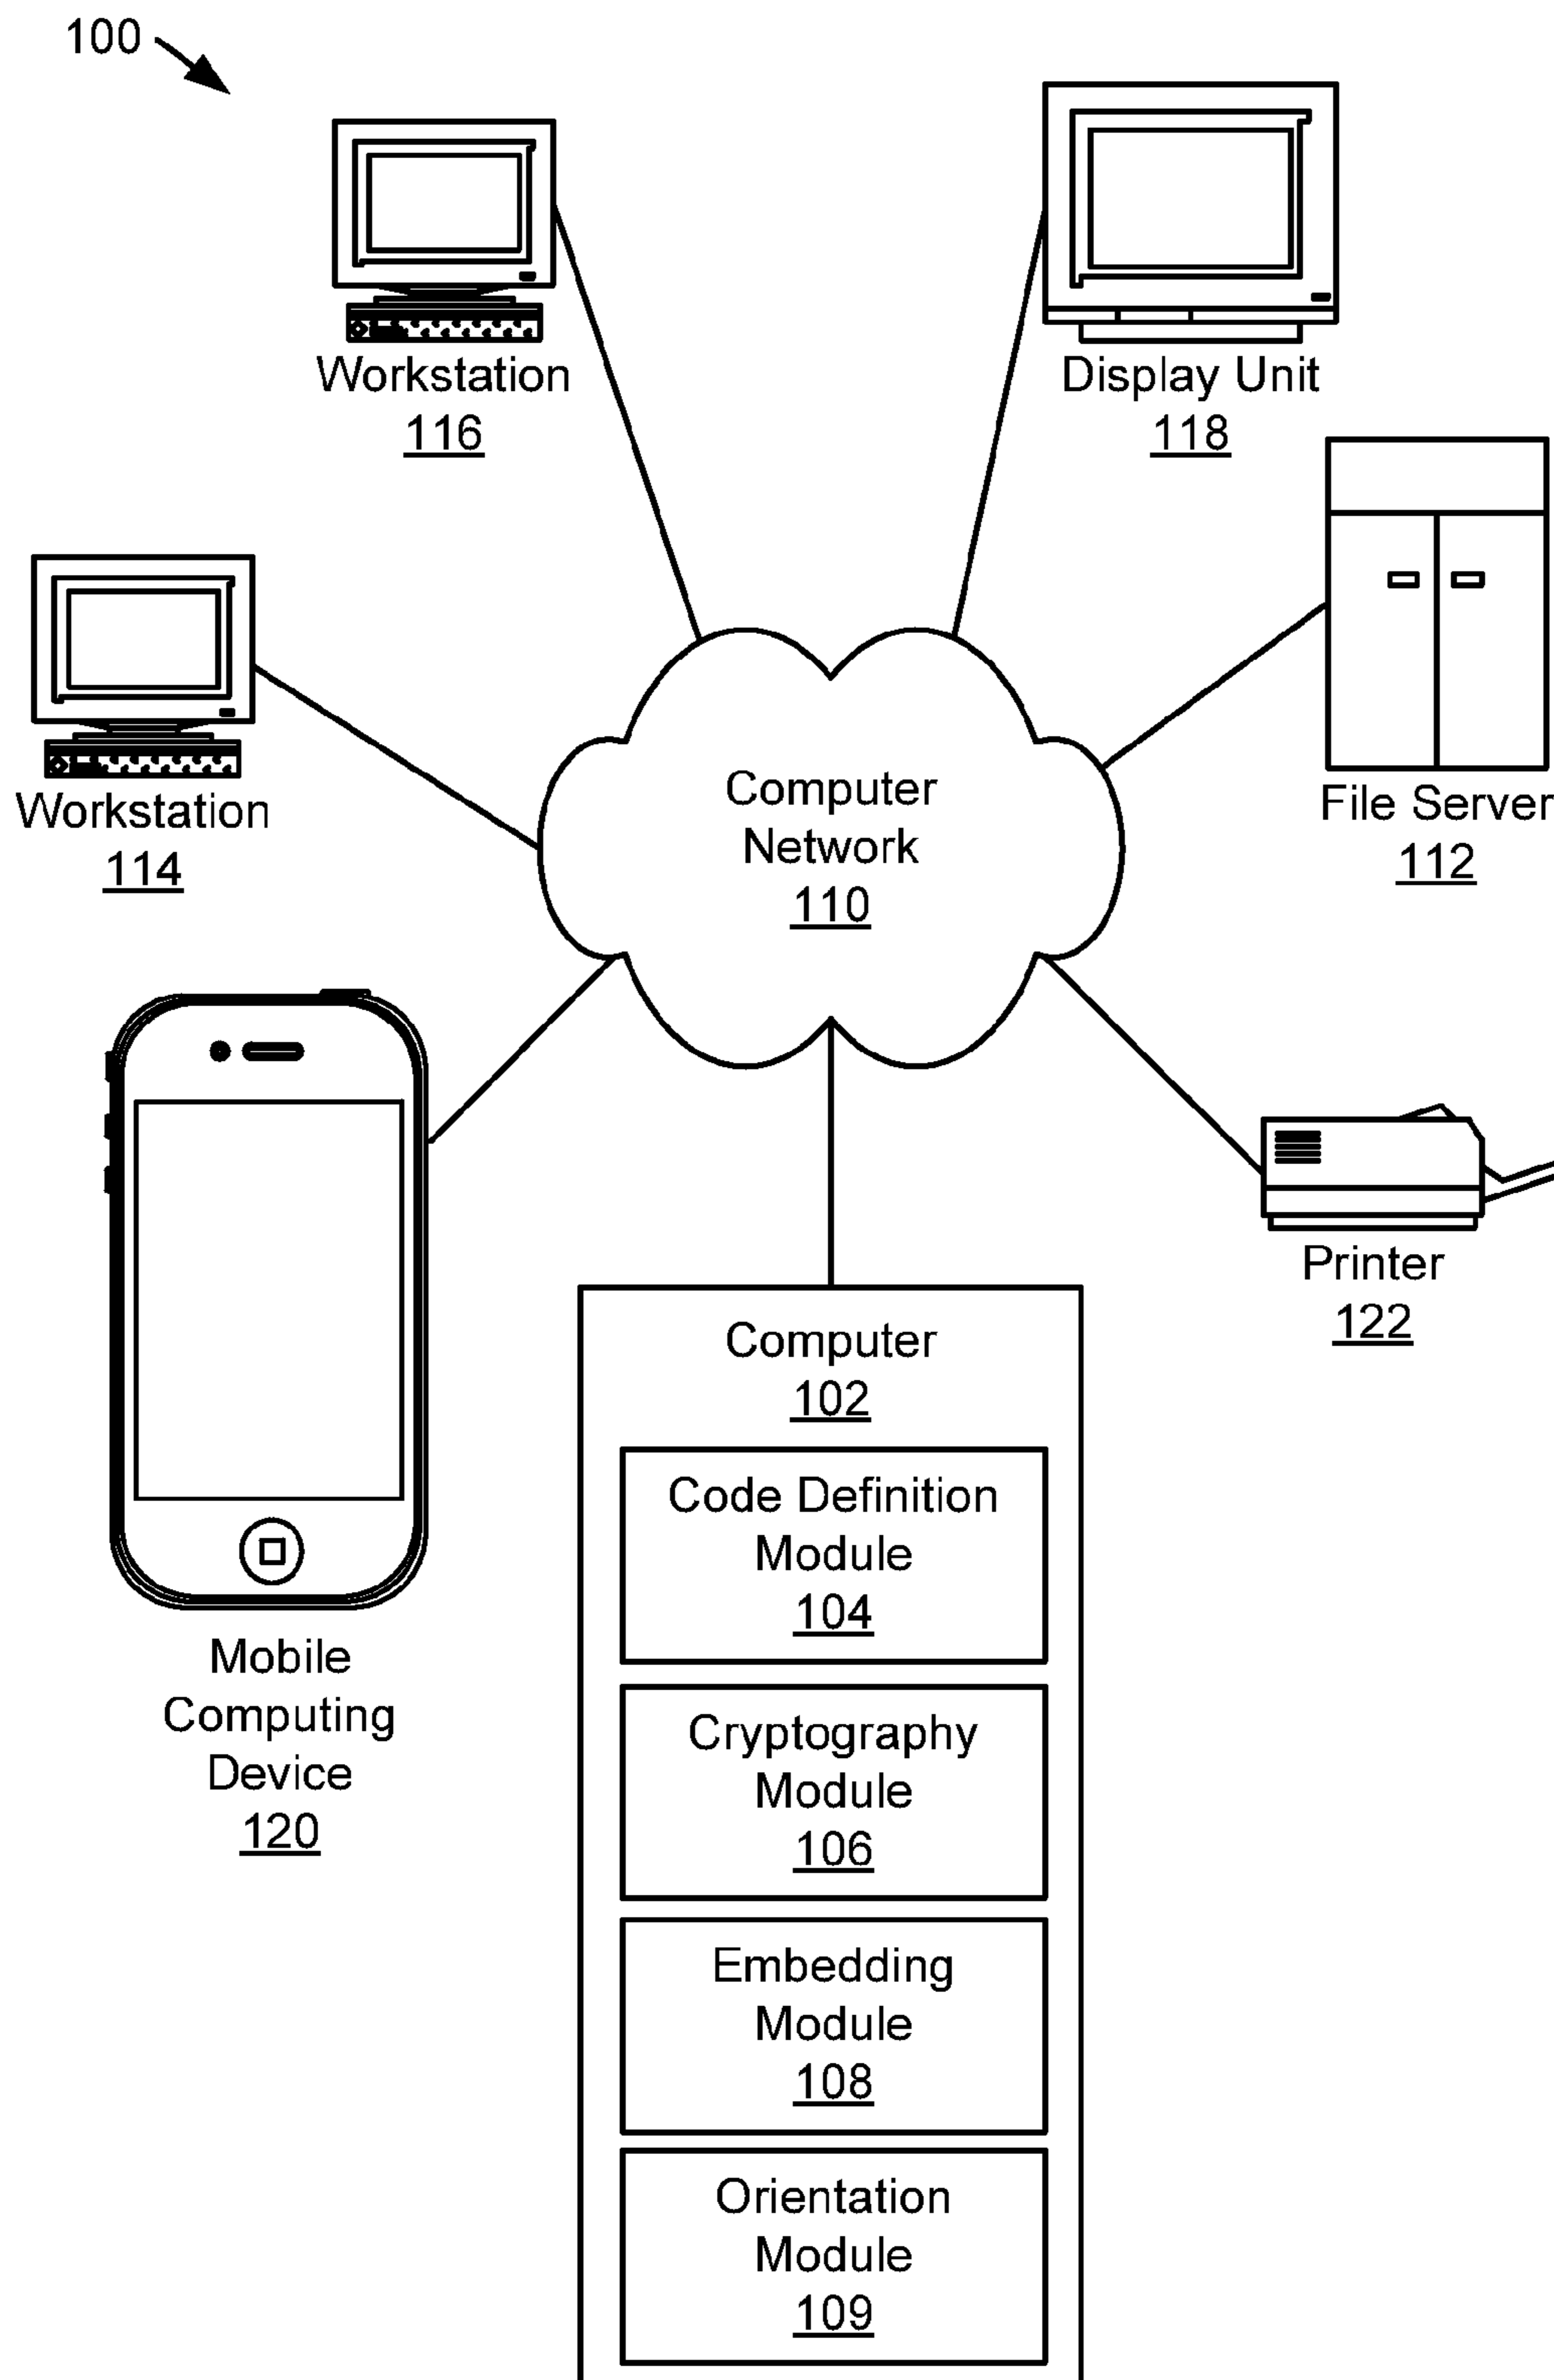 100
Workstation
116
Display Unit
118
Workstation
114
File Server
112
Computer
Network
110
Mobile
Computing
Device
120
Printer
122
Computer
102
Code Definition
Module
104
Cryptography
Module
106
Embedding
Module
108
Orientation
Module
109